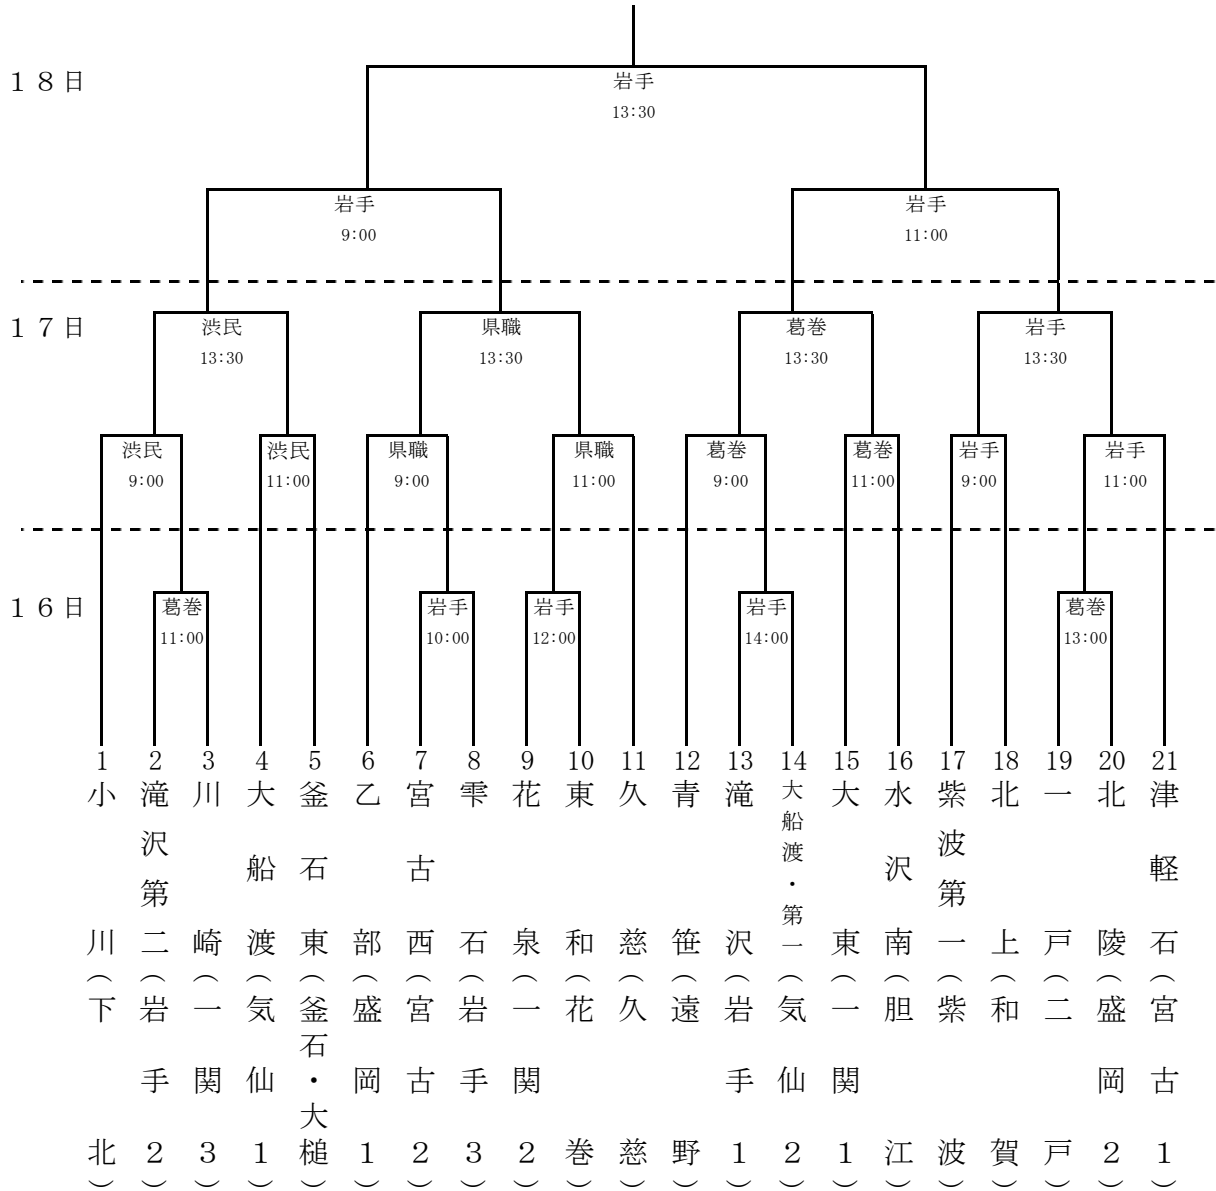 １８日
岩手
13:30
岩手
9:00
岩手
11:00
１７日
渋民
13:30
県職
13:30
葛巻
13:30
岩手
13:30
渋民
9:00
渋民
11:00
県職
9:00
県職
11:00
葛巻
9:00
葛巻
11:00
岩手
9:00
岩手
11:00
１６日
葛巻
11:00
岩手
10:00
岩手
12:00
岩手
14:00
葛巻
13:00
1 小川（下北）
2 滝沢第二（岩手２）
3 川崎（一関３）
4 大船渡（気仙１）
5 釜石東（釜石・大槌）
6 乙部（盛岡１）
7 宮古西（宮古２）
8 雫石（岩手３）
9 花泉（一関２）
10 東和（花巻）
11 久慈（久慈）
12 青笹（遠野）
13 滝沢（岩手１）
14 大船渡・第一（気仙２）
15 大東（一関１）
16 水沢南（胆江）
17 紫波第一（紫波）
18 北上（和賀）
19 一戸（二戸）
20 北陵（盛岡２）
21 津軽石（宮古１）